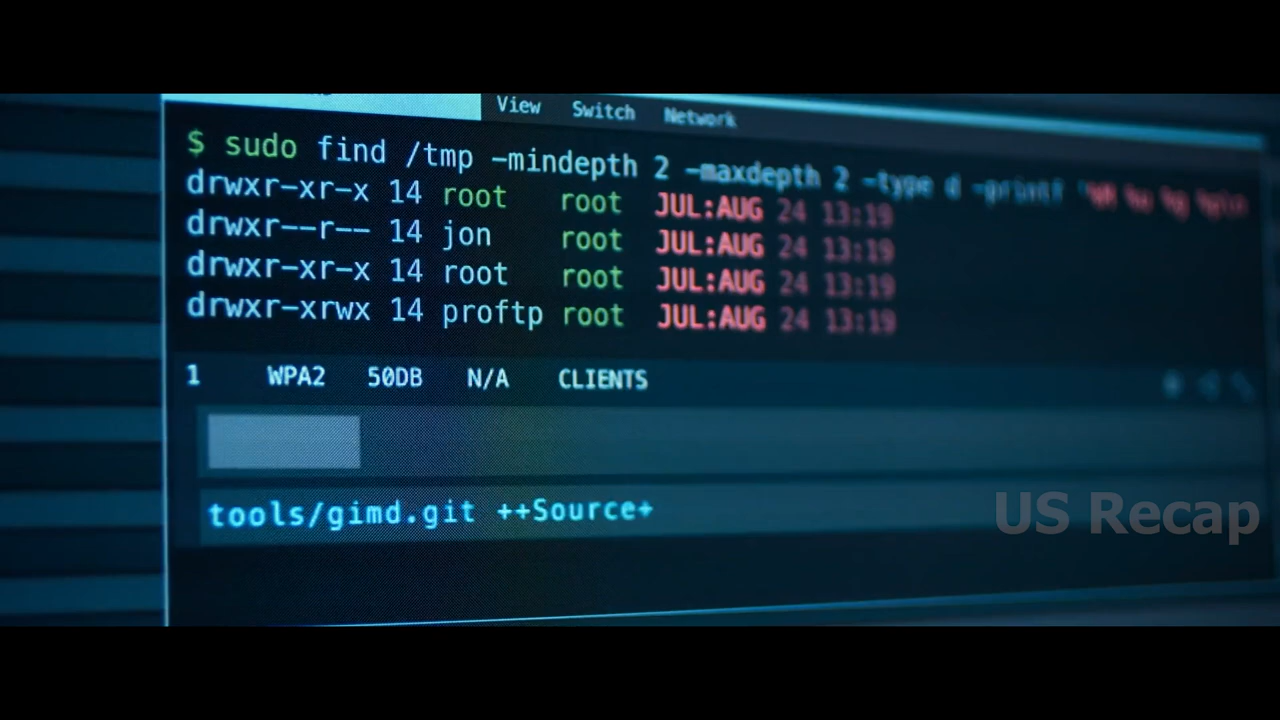 View Switch Network
$ sudo find /tmp -mindepth 2 -maxdepth 2 -type d -printf
drwxr-xr-x 14 root root JUL:AUG 24 13:19
drwxr--r-- 14 jon root JUL:AUG 24 13:19
drwxr-xr-x 14 root root JUL:AUG 24 13:19
drwxr-xrwx 14 proftp root JUL:AUG 24 13:19
1 WPA2 50DB N/A CLIENTS
tools/gimd.git ++Source+
US Recap